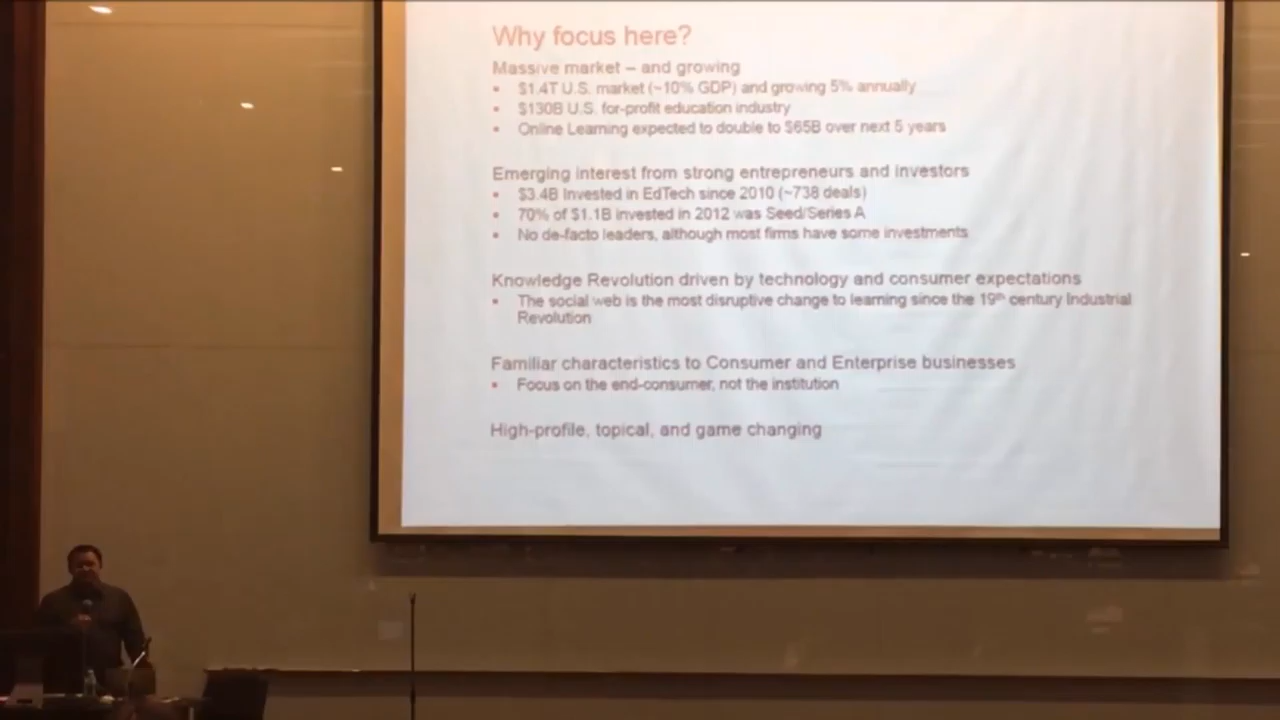 Why focus here?
Massive market – and growing
• $1.4T U.S. market (~10% GDP) and growing 5% annually
• $130B U.S. for-profit education industry
• Online Learning expected to double to $65B over next 5 years
Emerging interest from strong entrepreneurs and investors
• $3.4B Invested in EdTech since 2010 (~738 deals)
• 70% of $1.1B invested in 2012 was Seed/Series A
• No de-facto leaders, although most firms have some investments
Knowledge Revolution driven by technology and consumer expectations
• The social web is the most disruptive change to learning since the 19th century Industrial
Revolution
Familiar characteristics to Consumer and Enterprise businesses
• Focus on the end-consumer, not the institution
High-profile, topical, and game changing